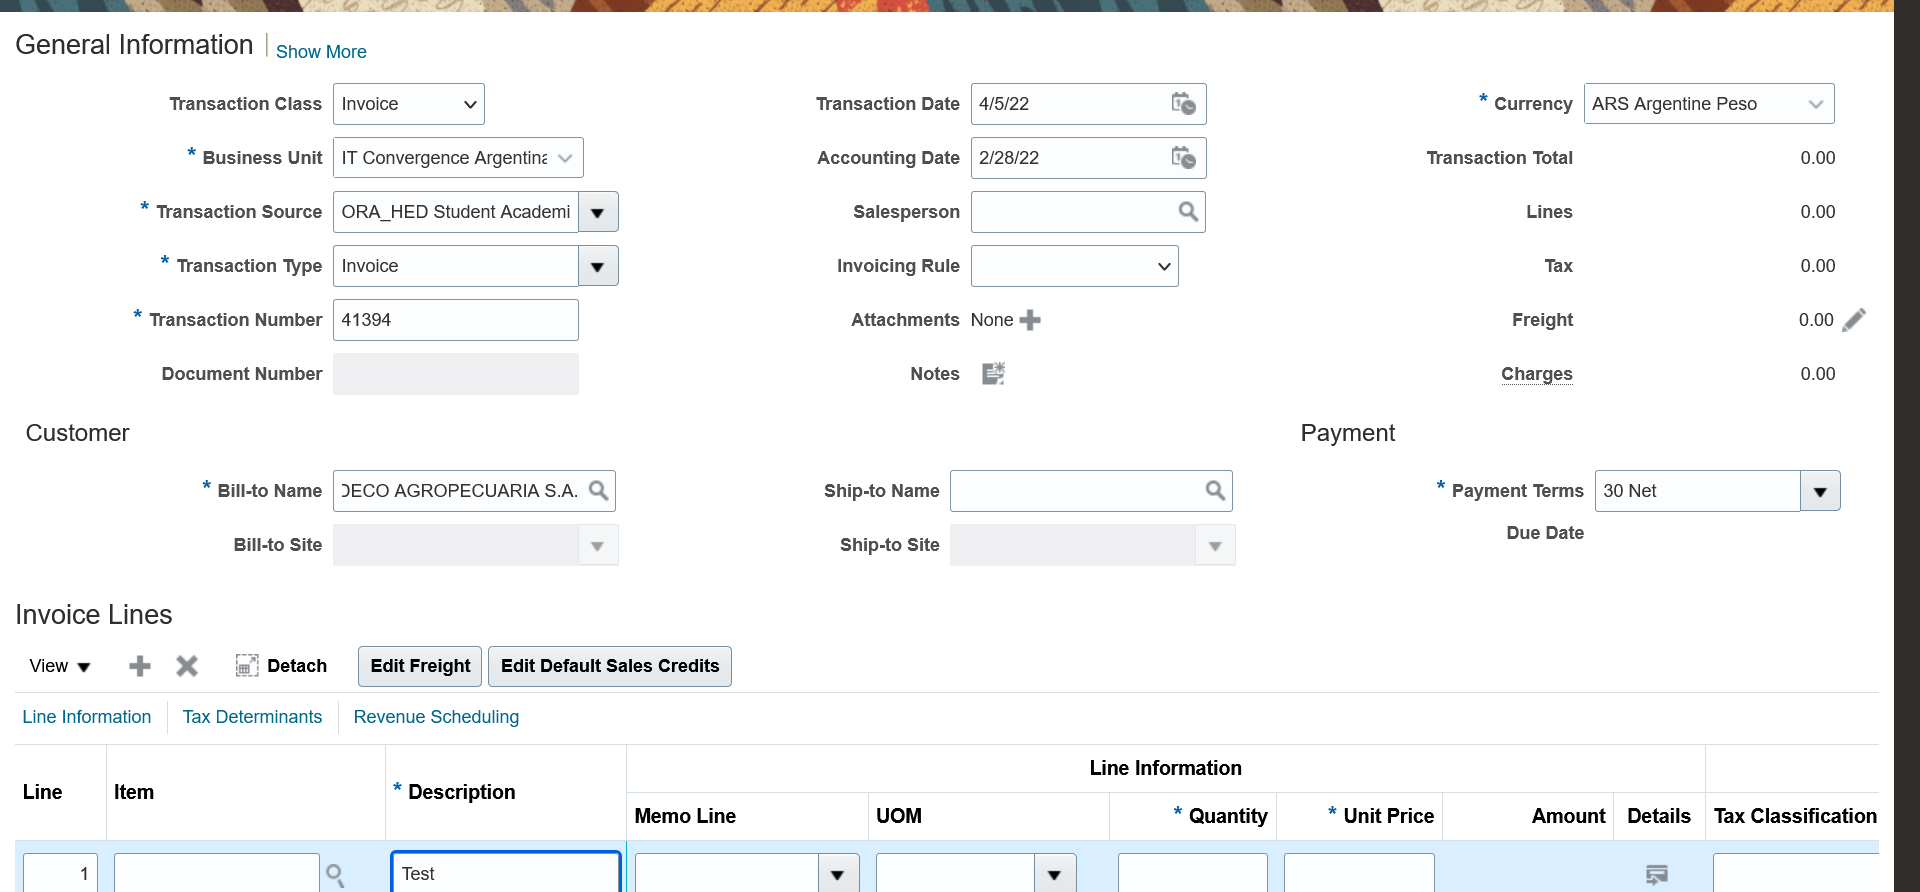 General Information Show More
Transaction Class Invoice Transaction Date 4/5/22 * Currency ARS Argentine Peso
* Business Unit IT Convergence Argentina Accounting Date 2/28/22 Transaction Total 0.00
* Transaction Source ORA_HED Student Academi Salesperson Lines 0.00
* Transaction Type Invoice Invoicing Rule Tax 0.00
* Transaction Number 41394 Attachments None Freight 0.00
Document Number Notes Charges 0.00
Customer Payment
* Bill-to Name DECO AGROPECUARIA S.A. Ship-to Name * Payment Terms 30 Net
Bill-to Site Ship-to Site Due Date
Invoice Lines
View Detach Edit Freight Edit Default Sales Credits
Line Information Tax Determinants Revenue Scheduling
Line Information
Line Item * Description
Memo Line UOM * Quantity * Unit Price Amount Details Tax Classification
1 Test